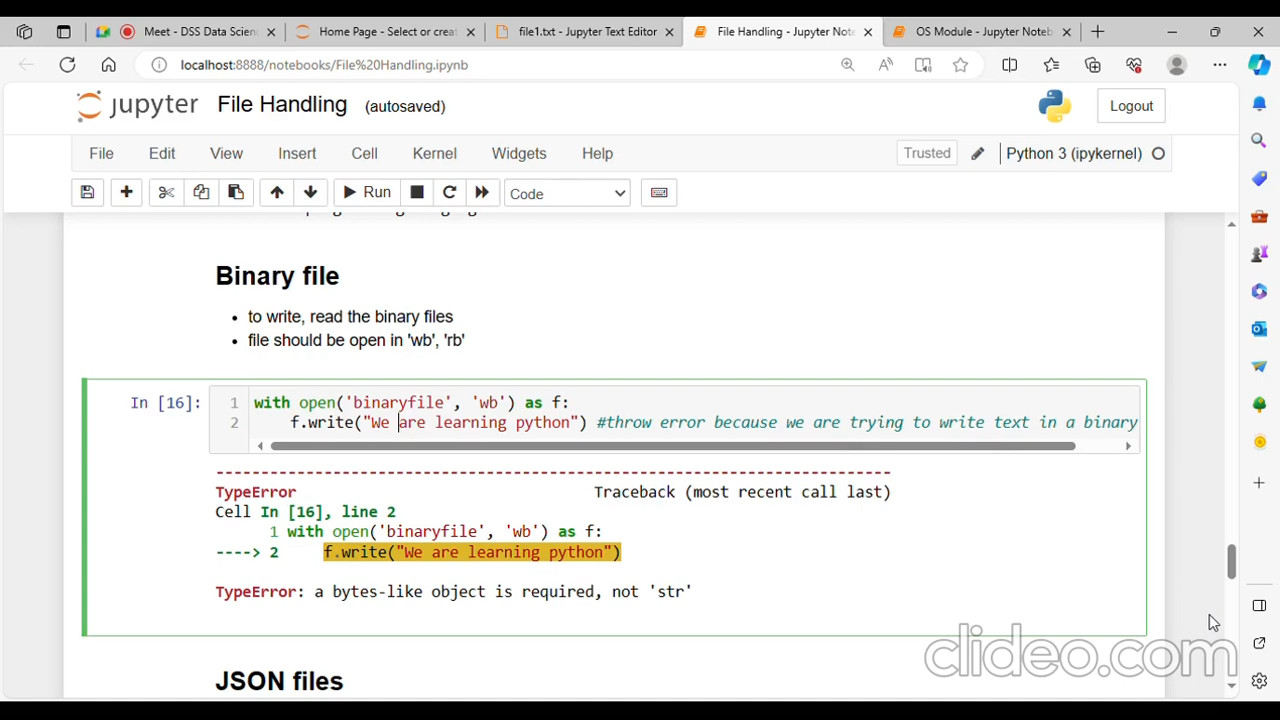 Meet - DSS Data Scien
Home Page - Select or creat
file1.txt - Jupyter Text Editor
File Handling - Jupyter Note
OS Module - Jupyter Noteb
localhost:8888/notebooks/File%20Handling.ipynb
jupyter File Handling (autosaved)
Logout
File Edit View Insert Cell Kernel Widgets Help
Trusted
Python 3 (ipykernel)
Run
Code
Binary file
• to write, read the binary files
• file should be open in 'wb', 'rb'
In [16]:
1 with open('binaryfile', 'wb') as f:
2 f.write("We are learning python") #throw error because we are trying to write text in a binary
---------------------------------------------------------------------------
TypeError Traceback (most recent call last)
Cell In [16], line 2
1 with open('binaryfile', 'wb') as f:
----> 2 f.write("We are learning python")
TypeError: a bytes-like object is required, not 'str'
clideo.com
JSON files